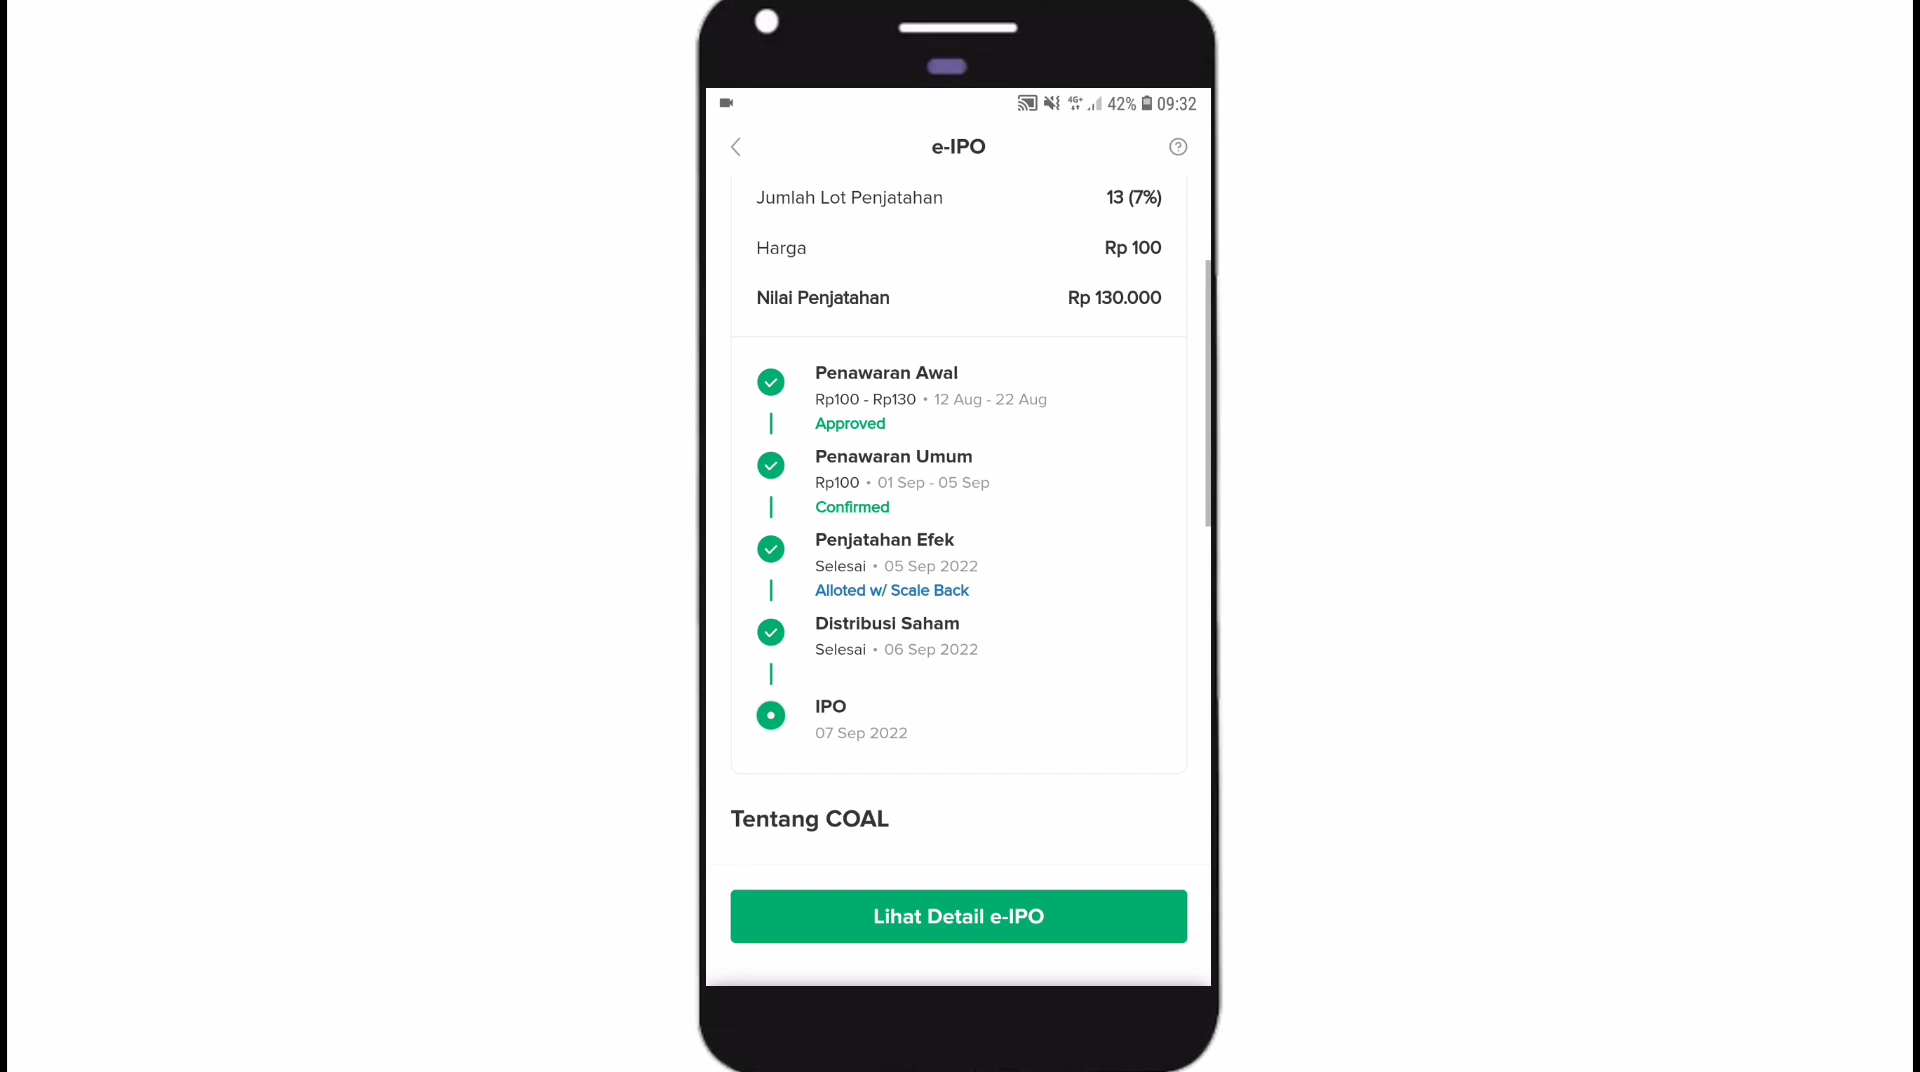 4G+ 42% 09:32
e-IPO
Jumlah Lot Penjatahan 13 (7%)
Harga Rp 100
Nilai Penjatahan Rp 130.000
Penawaran Awal
Rp100 - Rp130 • 12 Aug - 22 Aug
Approved
Penawaran Umum
Rp100 • 01 Sep - 05 Sep
Confirmed
Penjatahan Efek
Selesai • 05 Sep 2022
Alloted w/ Scale Back
Distribusi Saham
Selesai • 06 Sep 2022
IPO
07 Sep 2022
Tentang COAL
Lihat Detail e-IPO